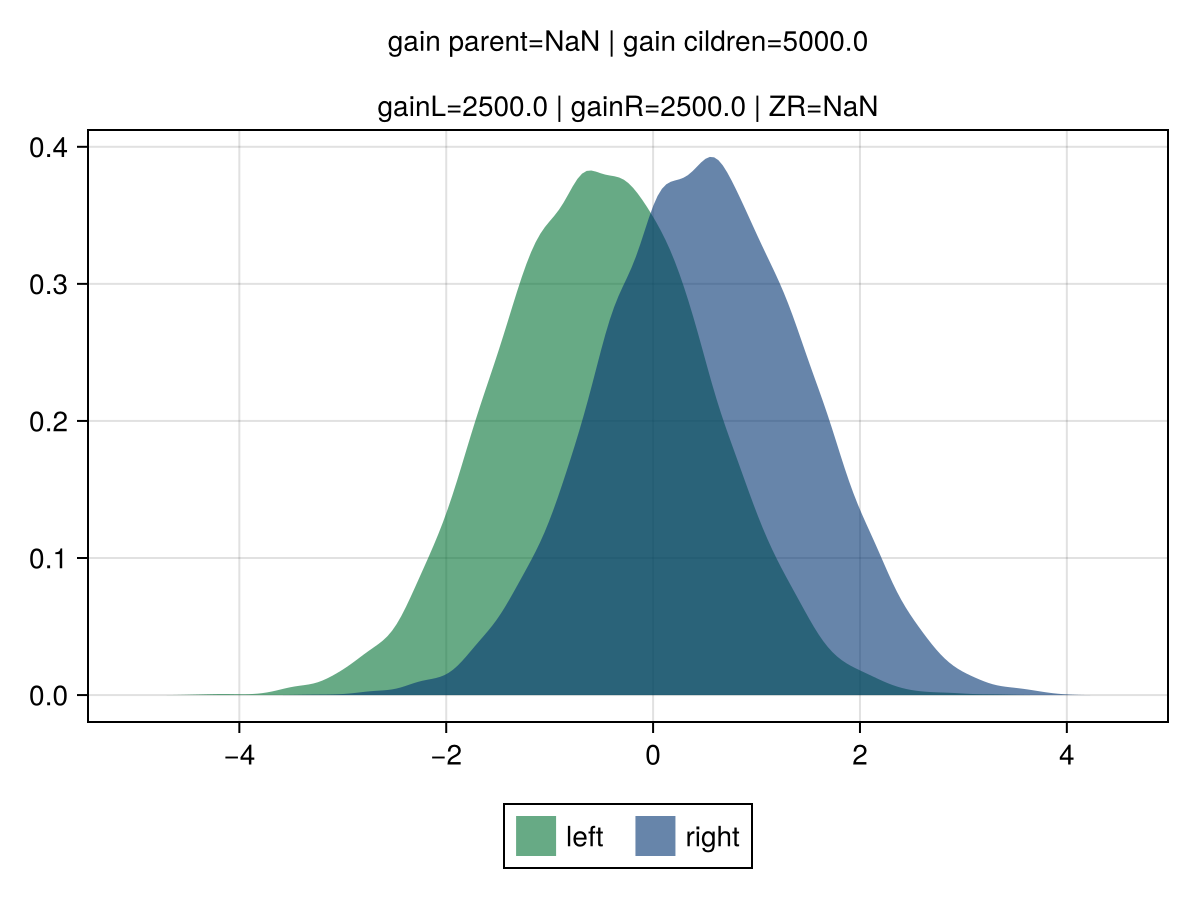 gain parent=NaN | gain cildren=5000.0
gainL=2500.0 | gainR=2500.0 | ZR=NaN
0.4
0.3
0.2
0.1
0.0
−4 −2 0 2 4
left right